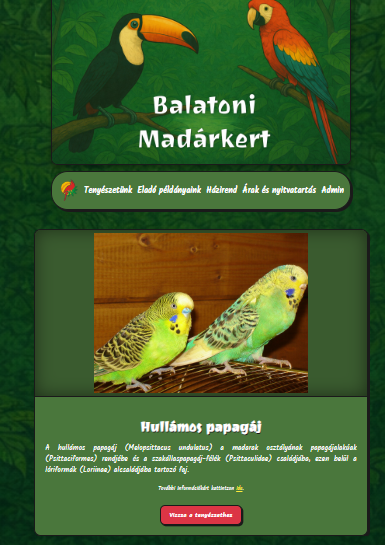 Balatoni
Madárkert
Tenyészetünk Eladó példányaink Házirend Árak és nyitvatartás Admin
Hullámos papagáj
A hullámos papagáj (Melopsittacus undulatus) a madarak osztályának papagájalakúak
(Psittaciformes) rendjébe és a szakállaspapagáj-félék (Psittaculidae) családjába, ezen belül a
lóriformák (Loriinae) alcsaládjába tartozó faj.
További információkért kattintson ide.
Vissza a tenyészethez